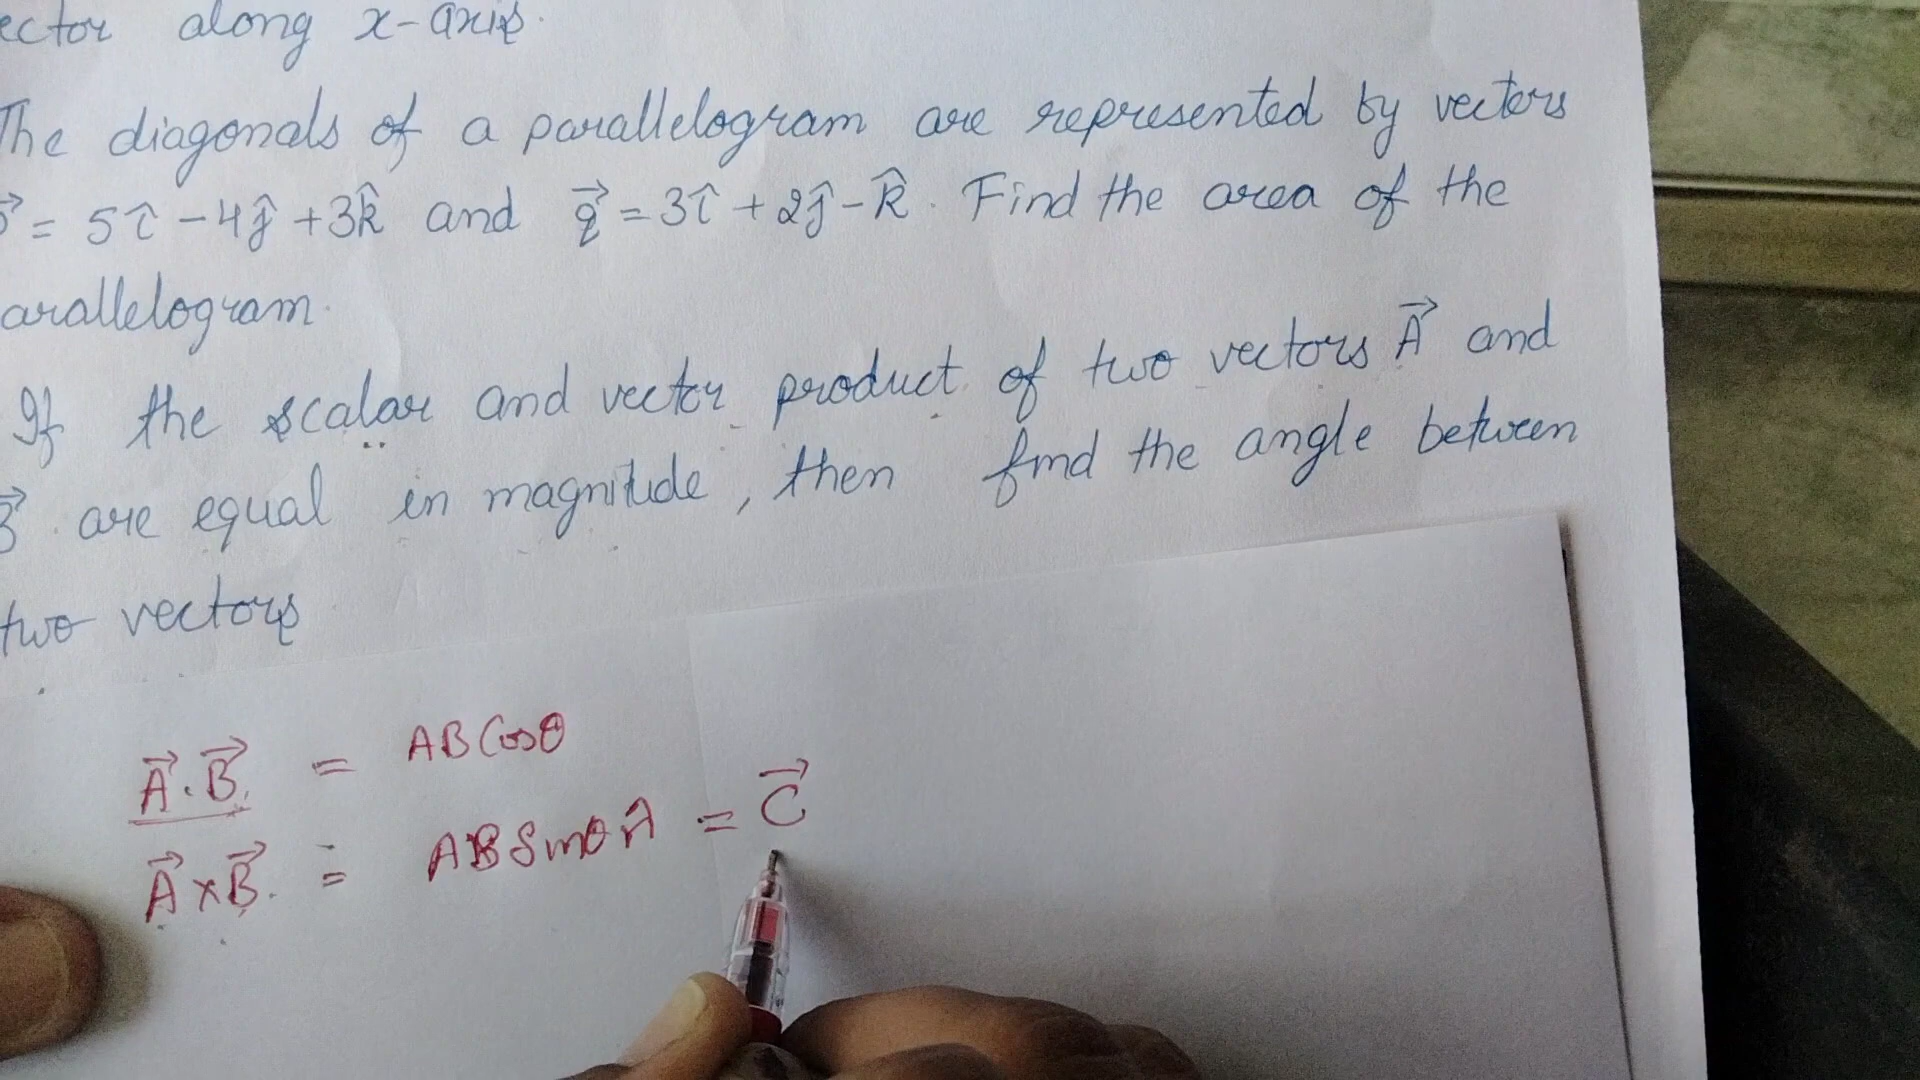 ector along x-axis.
The diagonals of a parallelogram are represented by vectors
= 5î - 4ĵ + 3k̂ and q⃗ = 3î + 2ĵ - k̂. Find the area of the
arallelogram.
If the scalar and vector product of two vectors A⃗ and
are equal in magnitude, then find the angle between
two vectors
A⃗.B⃗ = AB Cosθ
A⃗×B⃗. = AB Sinθ n̂ = C⃗